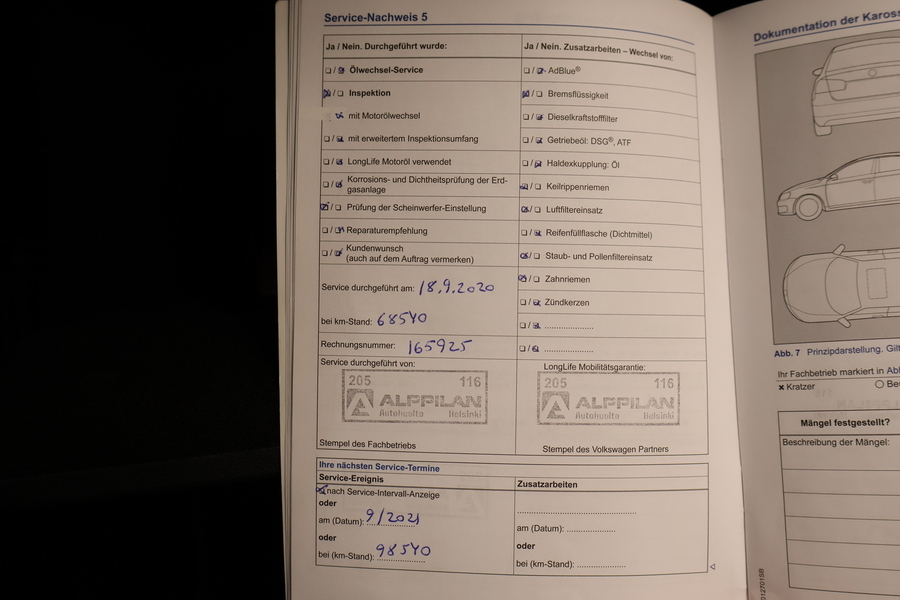 Service-Nachweis 5
Ja / Nein. Durchgeführt wurde:
Ölwechsel-Service
Inspektion
mit Motorölwechsel
mit erweitertem Inspektionsumfang
LongLife Motoröl verwendet
Korrosions- und Dichtheitsprüfung der Erd-
gasanlage
Prüfung der Scheinwerfer-Einstellung
Reparaturempfehlung
Kundenwunsch
(auch auf dem Auftrag vermerken)
Service durchgeführt am: 18.9.2020
bei km-Stand: 68540
Rechnungsnummer: 165925
Service durchgeführt von:
205 116
ALPPILAN
Autohuolto Helsinki
Stempel des Fachbetriebs
Ja / Nein. Zusatzarbeiten – Wechsel von:
AdBlue®
Bremsflüssigkeit
Dieselkraftstofffilter
Getriebeöl: DSG®, ATF
Haldexkupplung: Öl
Keilrippenriemen
Luftfiltereinsatz
Reifenfüllflasche (Dichtmittel)
Staub- und Pollenfiltereinsatz
Zahnriemen
Zündkerzen
LongLife Mobilitätsgarantie:
205 116
ALPPILAN
Autohuolto Helsinki
Stempel des Volkswagen Partners
Ihre nächsten Service-Termine
Service-Ereignis
nach Service-Intervall-Anzeige
oder
am (Datum): 9/2021
oder
bei (km-Stand): 98540
Zusatzarbeiten
am (Datum):
oder
bei (km-Stand):
Dokumentation der Kaross
Abb. 7 Prinzipdarstellung. Gilt
Ihr Fachbetrieb markiert in Abb
× Kratzer
Mängel festgestellt?
Beschreibung der Mängel: